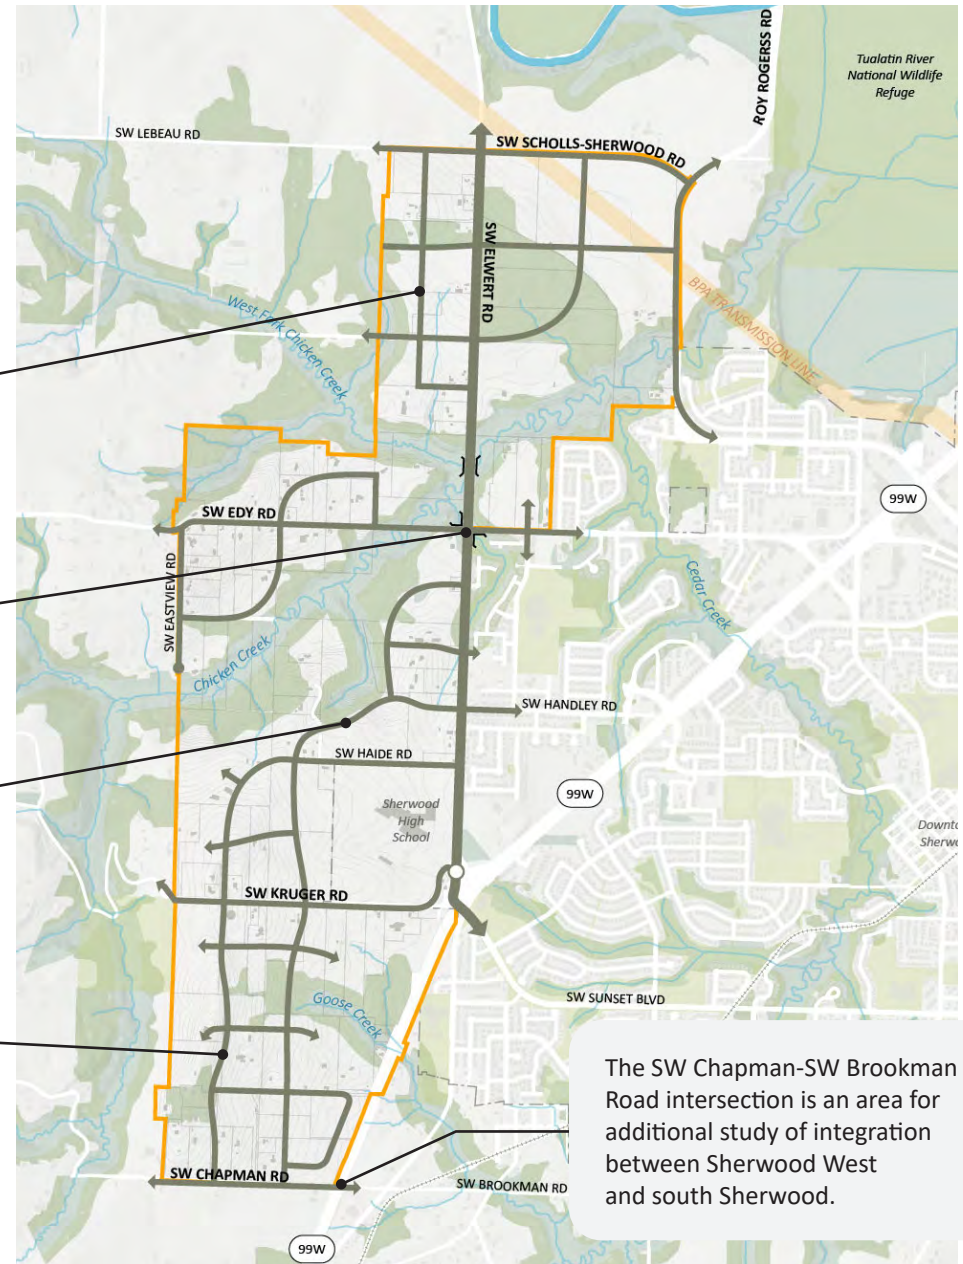 ROY ROGERSS RD
Tualatin River
National Wildlife
Refuge
SW LEBEAU RD
SW SCHOLLS-SHERWOOD RD
SW ELWERT RD
BPA TRANSMISSION LINE
West Fork Chicken Creek
99W
SW EDY RD
SW EASTVIEW RD
Cedar Creek
Chicken Creek
SW HANDLEY RD
SW HAIDE RD
99W
Sherwood
High
School
SW KRUGER RD
Goose Creek
SW SUNSET BLVD
The SW Chapman-SW Brookman
Road intersection is an area for
additional study of integration
between Sherwood West
and south Sherwood.
SW CHAPMAN RD
SW BROOKMAN RD
99W